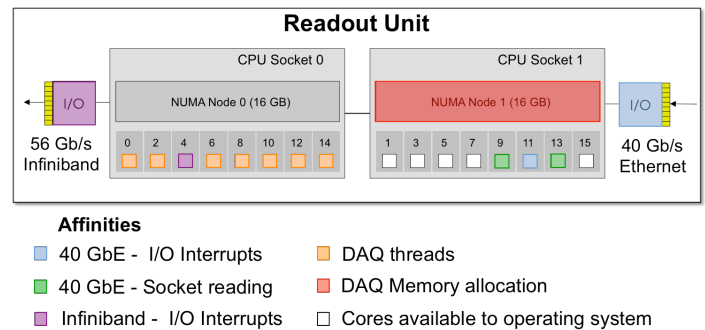 Readout Unit
CPU Socket 0
CPU Socket 1
I/O
NUMA Node 0 (16 GB)
NUMA Node 1 (16 GB)
I/O
56 Gb/s
Infiniband
0 2 4 6 8 10 12 14
1 3 5 7 9 11 13 15
40 Gb/s
Ethernet
Affinities
40 GbE - I/O Interrupts
DAQ threads
40 GbE - Socket reading
DAQ Memory allocation
Infiniband - I/O Interrupts
Cores available to operating system